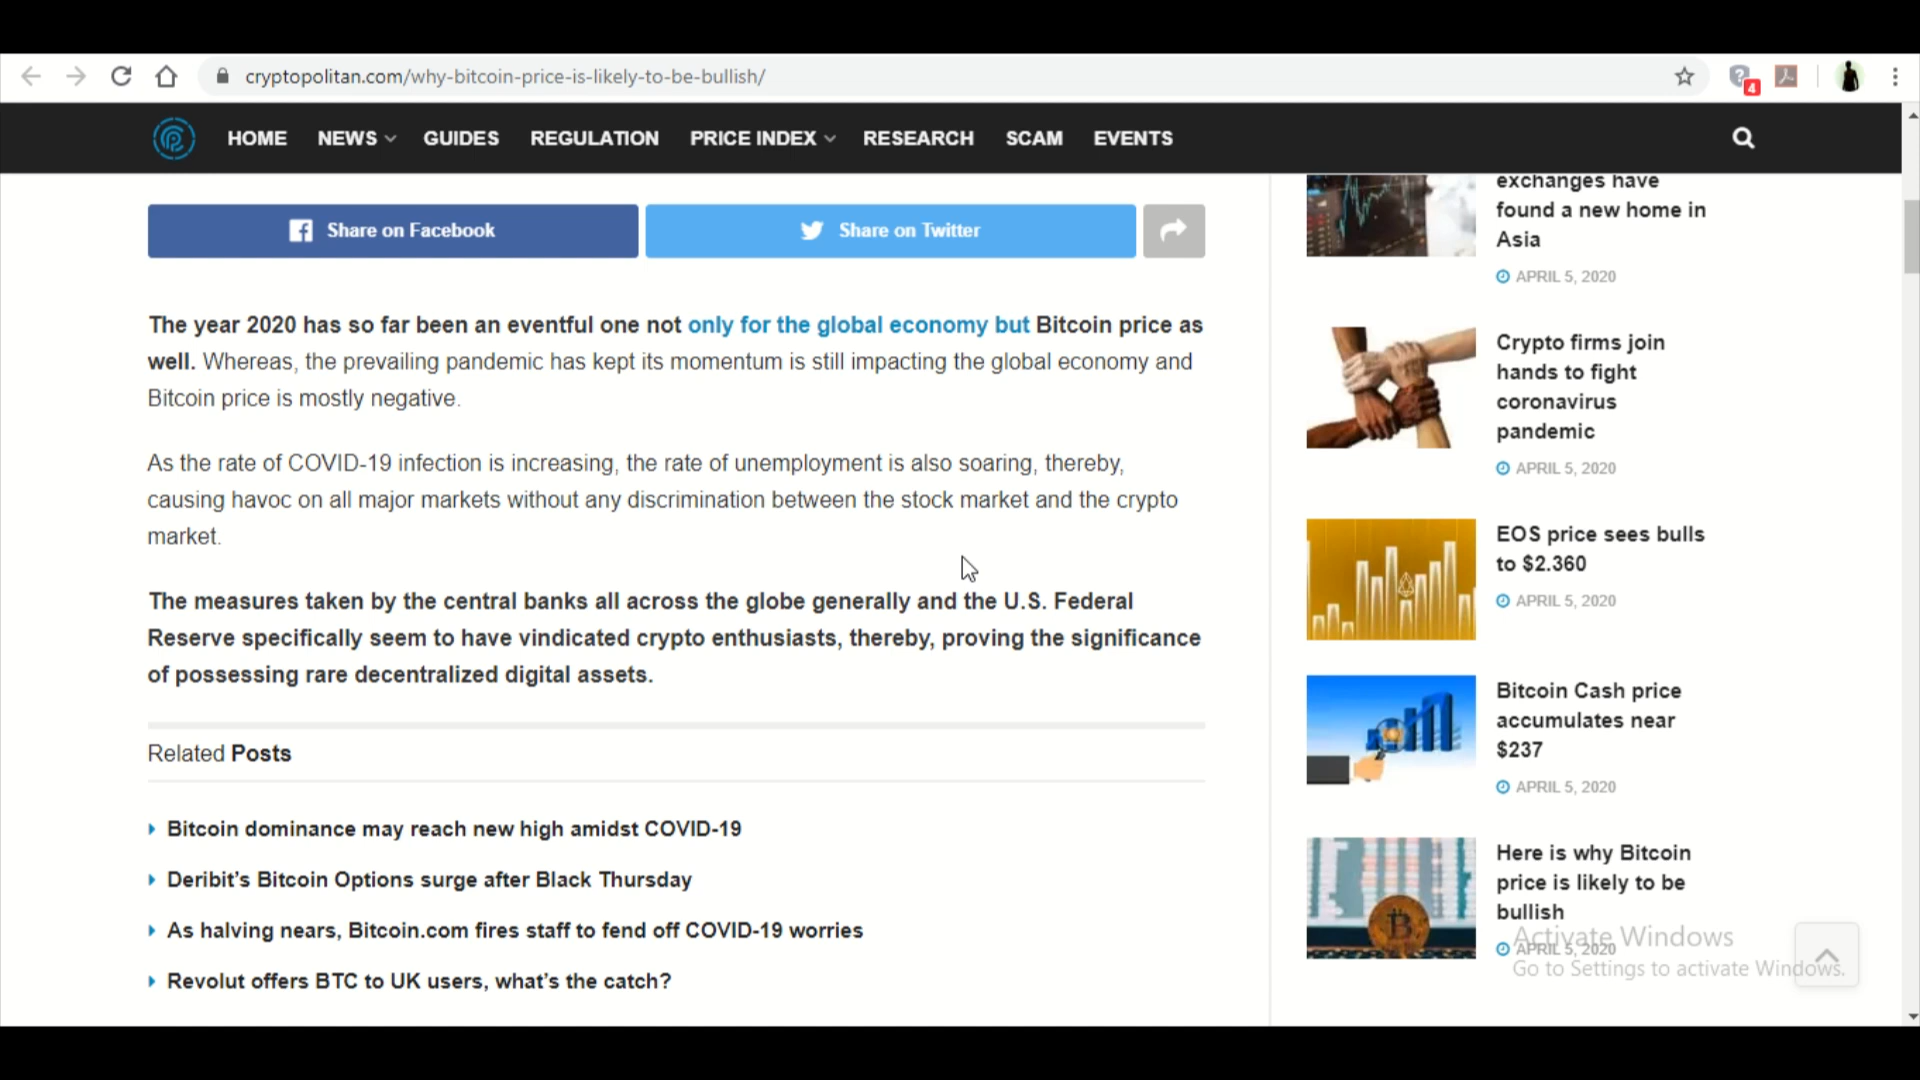 cryptopolitan.com/why-bitcoin-price-is-likely-to-be-bullish/
4
HOME NEWS GUIDES REGULATION PRICE INDEX RESEARCH SCAM EVENTS
Share on Facebook
Share on Twitter
The year 2020 has so far been an eventful one not only for the global economy but Bitcoin price as
well. Whereas, the prevailing pandemic has kept its momentum is still impacting the global economy and
Bitcoin price is mostly negative.
As the rate of COVID-19 infection is increasing, the rate of unemployment is also soaring, thereby,
causing havoc on all major markets without any discrimination between the stock market and the crypto
market.
The measures taken by the central banks all across the globe generally and the U.S. Federal
Reserve specifically seem to have vindicated crypto enthusiasts, thereby, proving the significance
of possessing rare decentralized digital assets.
Related Posts
Bitcoin dominance may reach new high amidst COVID-19
Deribit's Bitcoin Options surge after Black Thursday
As halving nears, Bitcoin.com fires staff to fend off COVID-19 worries
Revolut offers BTC to UK users, what's the catch?
exchanges have
found a new home in
Asia
APRIL 5, 2020
Crypto firms join
hands to fight
coronavirus
pandemic
APRIL 5, 2020
EOS price sees bulls
to $2.360
APRIL 5, 2020
Bitcoin Cash price
accumulates near
$237
APRIL 5, 2020
Here is why Bitcoin
price is likely to be
bullish
APRIL 5, 2020
Activate Windows
Go to Settings to activate Windows.